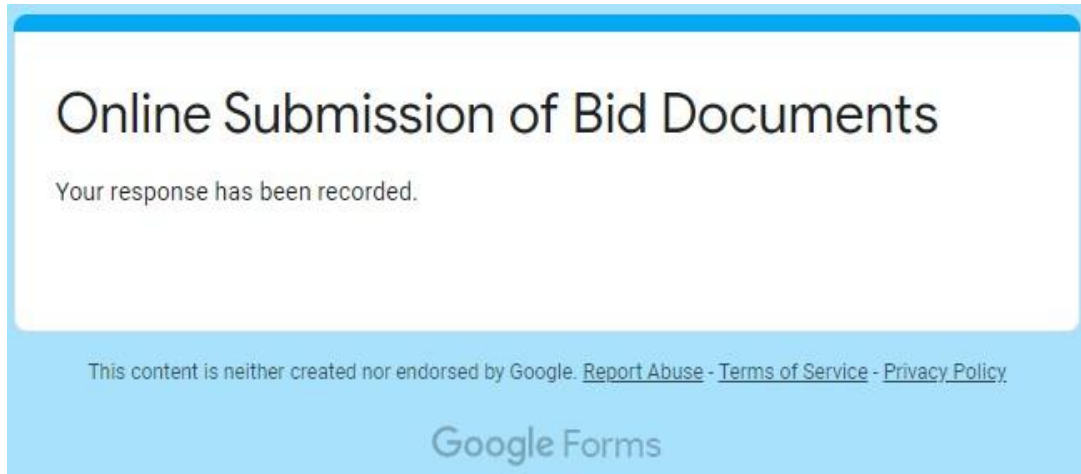 Online Submission of Bid Documents
Your response has been recorded.
This content is neither created nor endorsed by Google. Report Abuse - Terms of Service - Privacy Policy
Google Forms